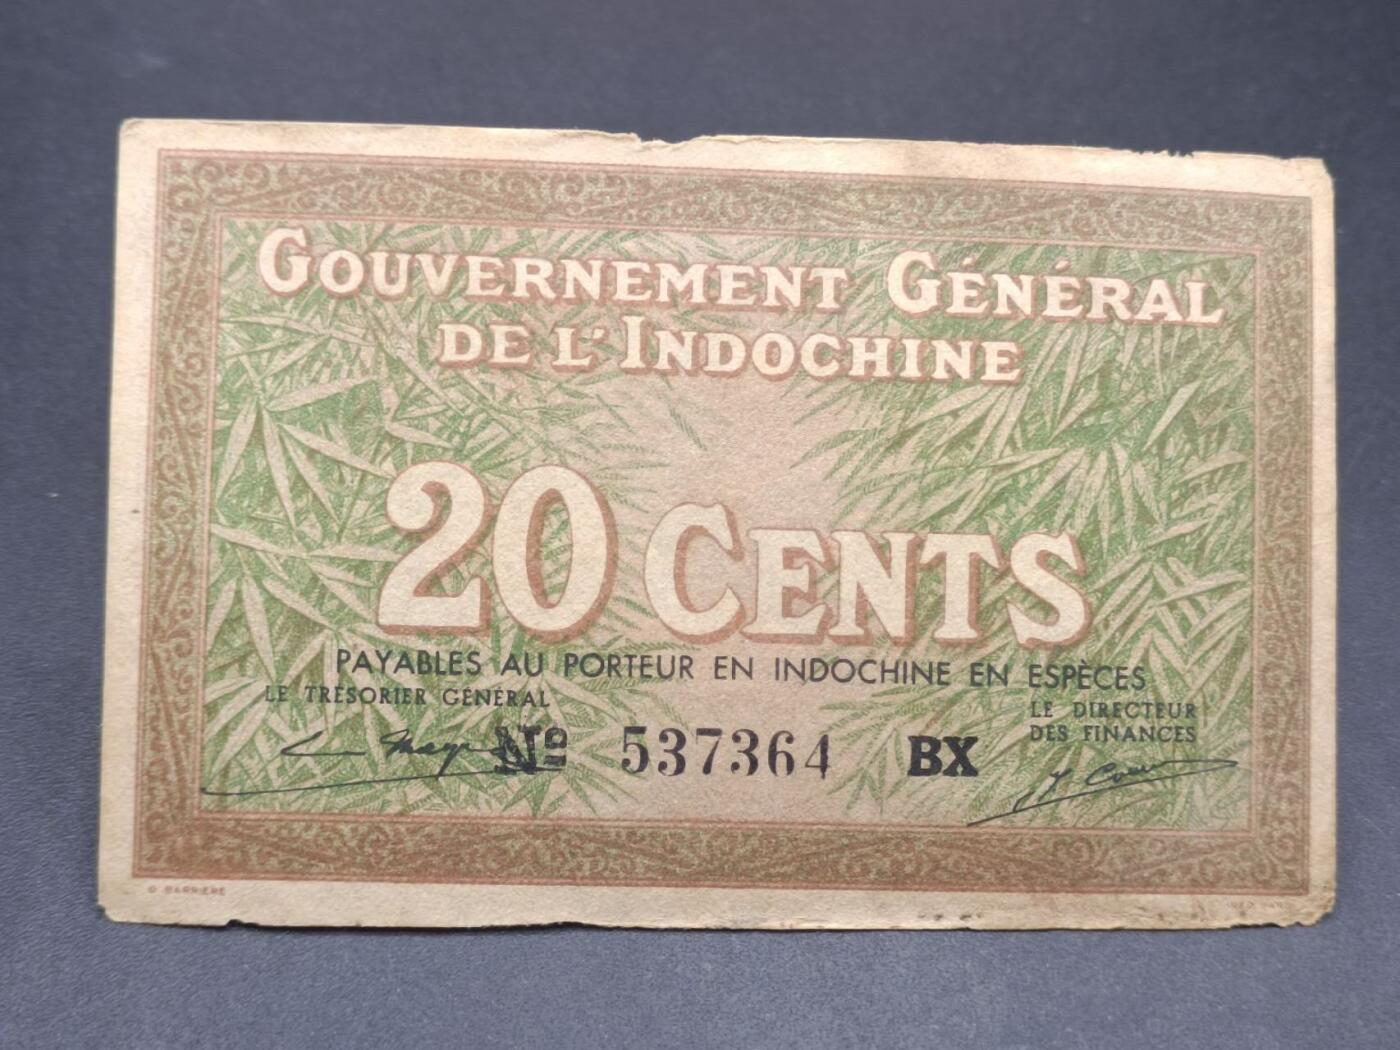 GOUVERNEMENT GÉNÉRAL
DE L'INDOCHINE
20 CENTS
PAYABLES AU PORTEUR EN INDOCHINE EN ESPÈCES
LE TRÉSORIER GÉNÉRAL
LE DIRECTEUR
DES FINANCES
Nº 537364 BX
O BARRIERE